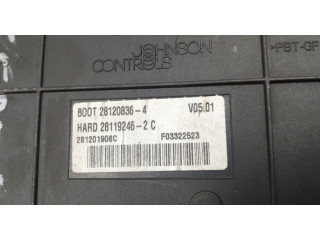 JOHNSON
CONTROLS
>PBT-GF
BOOT 28120836-4 V05.01
HARD 28119246-2 C
281201906C F03322523